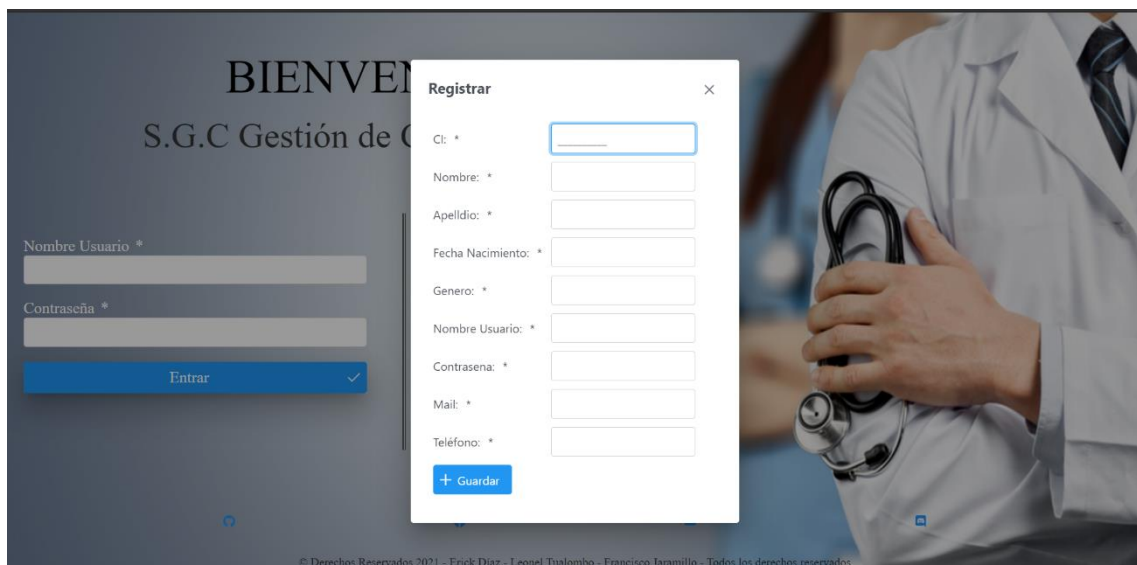 BIENVE
S.G.C Gestión de
Nombre Usuario *
Contraseña *
Entrar
Registrar
CI: *
Nombre: *
Apelldio: *
Fecha Nacimiento: *
Genero: *
Nombre Usuario: *
Contrasena: *
Mail: *
Teléfono: *
+ Guardar
© Derechos Reservados 2021 - Erick Díaz - Leonel Tualombo - Francisco Jaramillo - Todos los derechos reservados